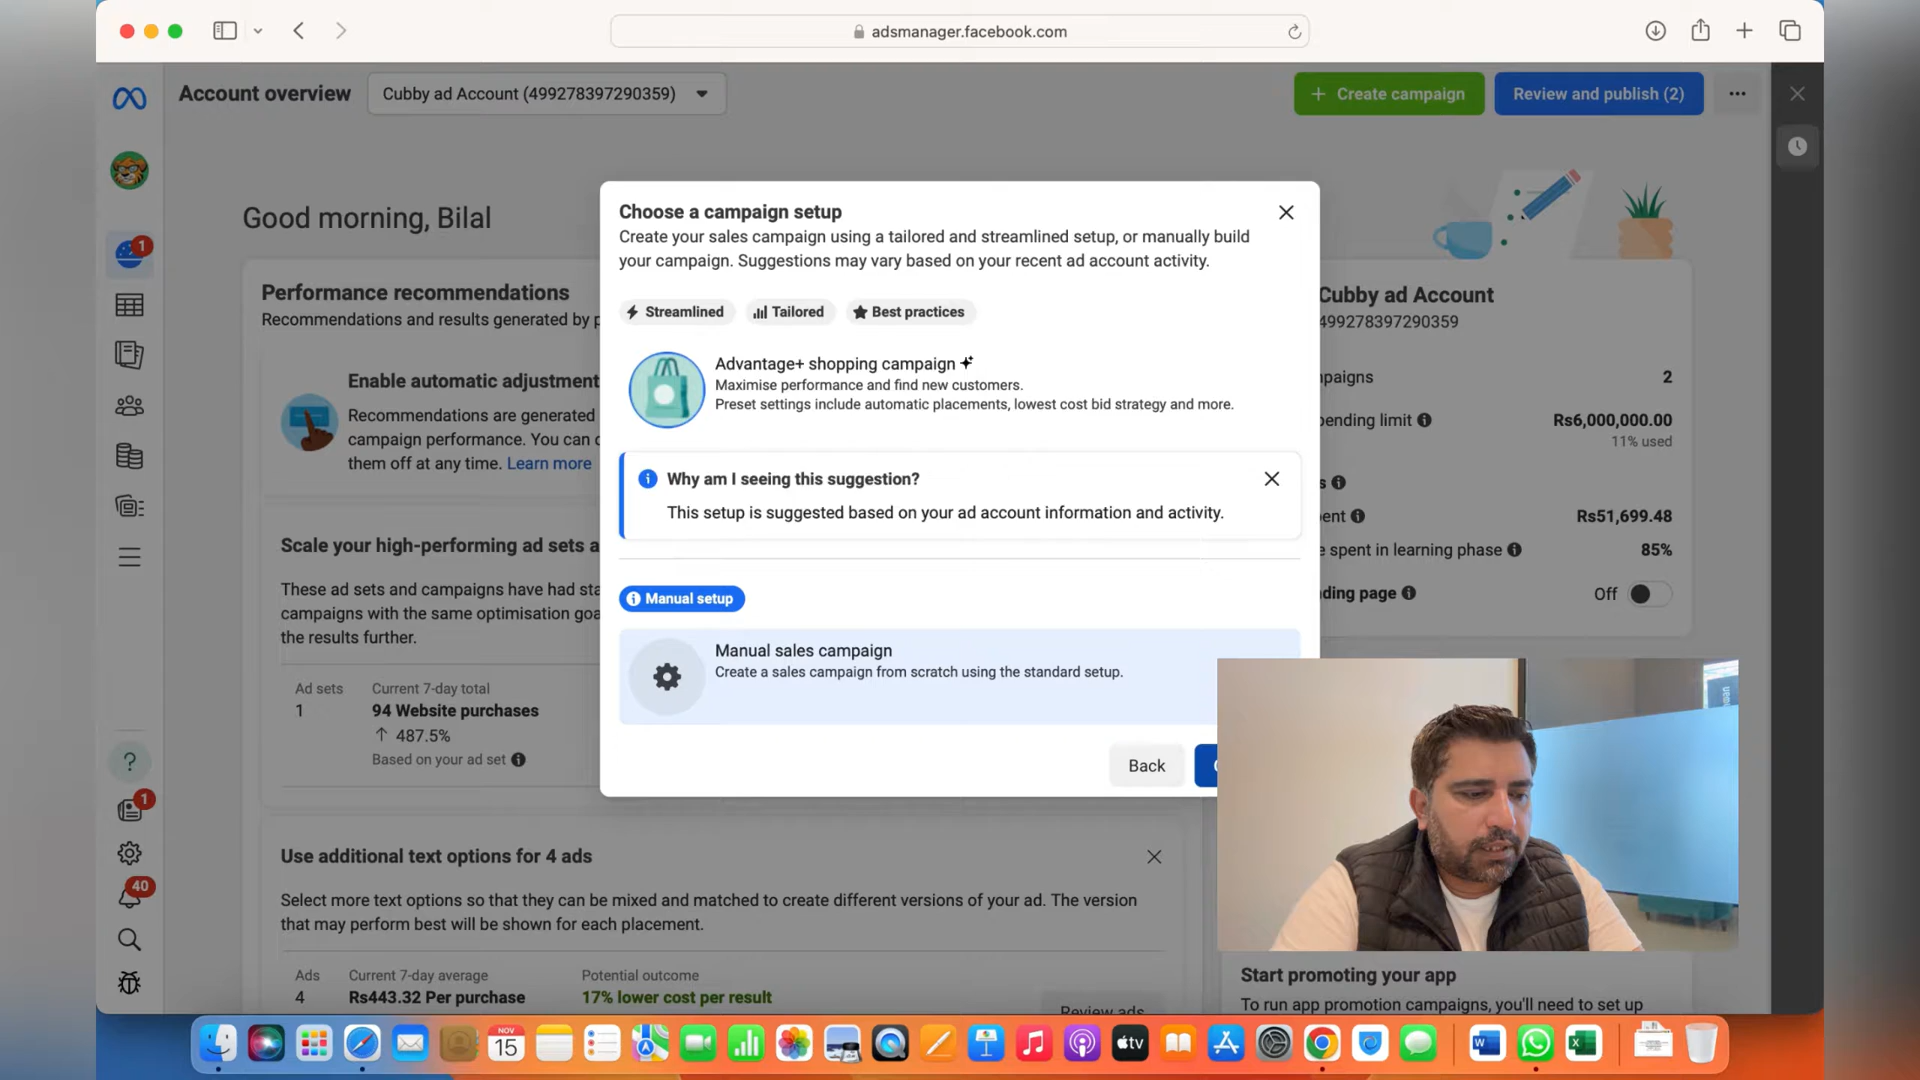 adsmanager.facebook.com
Account overview
Cubby ad Account (499278397290359)
+ Create campaign
Review and publish (2)
Good morning, Bilal
1
Performance recommendations
Recommendations and results generated by p
Enable automatic adjustment
Recommendations are generated
campaign performance. You can c
them off at any time. Learn more
Scale your high-performing ad sets a
These ad sets and campaigns have had sta
campaigns with the same optimisation goa
the results further.
Ad sets
1
Current 7-day total
94 Website purchases
↑ 487.5%
Based on your ad set
Use additional text options for 4 ads
Select more text options so that they can be mixed and matched to create different versions of your ad. The version
that may perform best will be shown for each placement.
Ads
4
Current 7-day average
Rs443.32 Per purchase
Potential outcome
17% lower cost per result
Review ads
Choose a campaign setup
Create your sales campaign using a tailored and streamlined setup, or manually build
your campaign. Suggestions may vary based on your recent ad account activity.
Streamlined
Tailored
Best practices
Advantage+ shopping campaign
Maximise performance and find new customers.
Preset settings include automatic placements, lowest cost bid strategy and more.
Why am I seeing this suggestion?
This setup is suggested based on your ad account information and activity.
Manual setup
Manual sales campaign
Create a sales campaign from scratch using the standard setup.
Back
Cubby ad Account
499278397290359
npaigns
2
ending limit
Rs6,000,000.00
11% used
s
ent
Rs51,699.48
e spent in learning phase
85%
ding page
Off
Start promoting your app
To run app promotion campaigns, you'll need to set up
?
1
40
NOV
15
tv
W
X